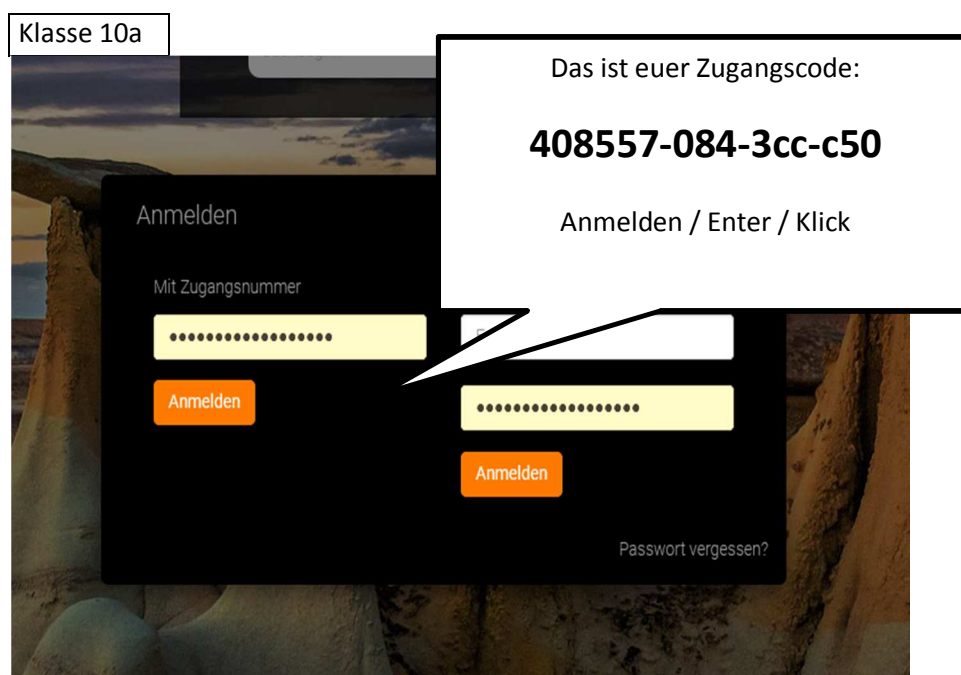 Klasse 10a
Das ist euer Zugangscode:
408557-084-3cc-c50
Anmelden / Enter / Klick
Anmelden
Mit Zugangsnummer
••••••••••••••••••
Anmelden
••••••••••••••••••
Anmelden
Passwort vergessen?